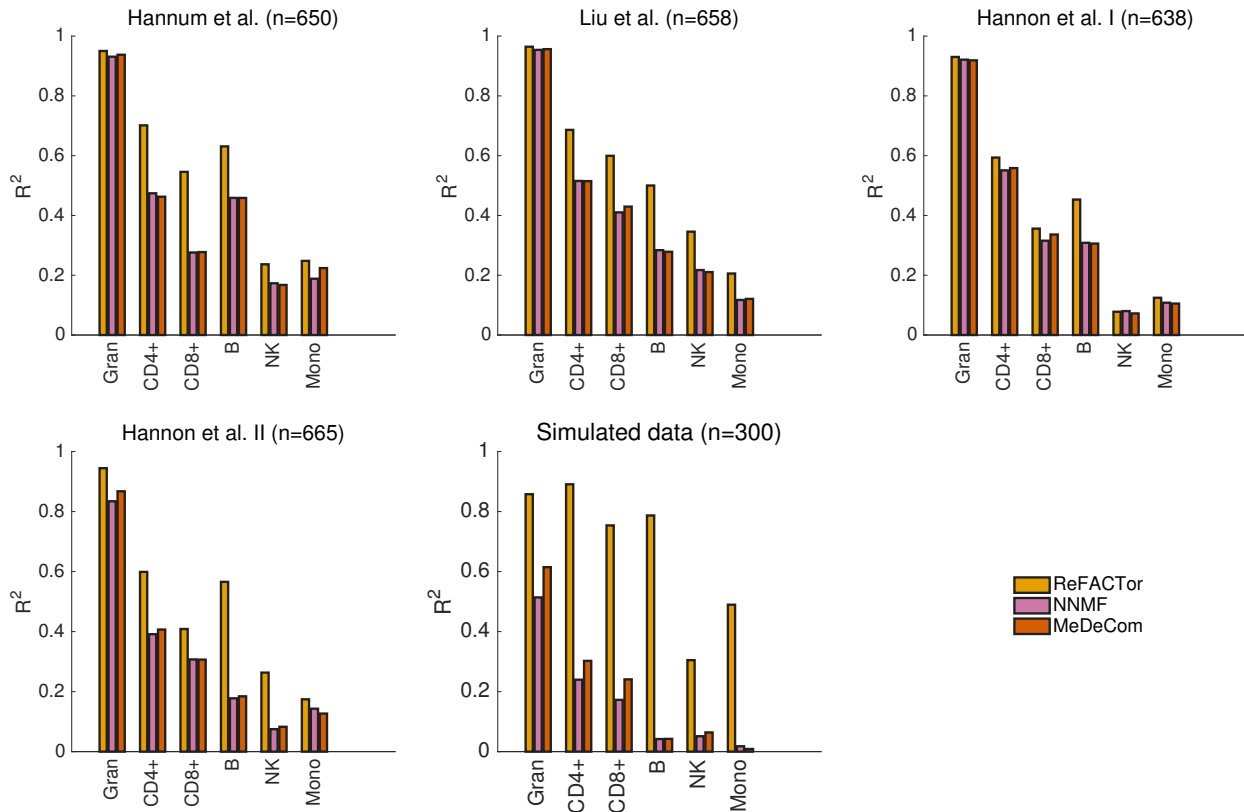 Hannum et al. (n=650)
R²
1
0.8
0.6
0.4
0.2
0
Gran
CD4+
CD8+
B
NK
Mono
Liu et al. (n=658)
R²
1
0.8
0.6
0.4
0.2
0
Gran
CD4+
CD8+
B
NK
Mono
Hannon et al. I (n=638)
R²
1
0.8
0.6
0.4
0.2
0
Gran
CD4+
CD8+
B
NK
Mono
Hannon et al. II (n=665)
R²
1
0.8
0.6
0.4
0.2
0
Gran
CD4+
CD8+
B
NK
Mono
Simulated data (n=300)
R²
1
0.8
0.6
0.4
0.2
0
Gran
CD4+
CD8+
B
NK
Mono
ReFACTor
NNMF
MeDeCom